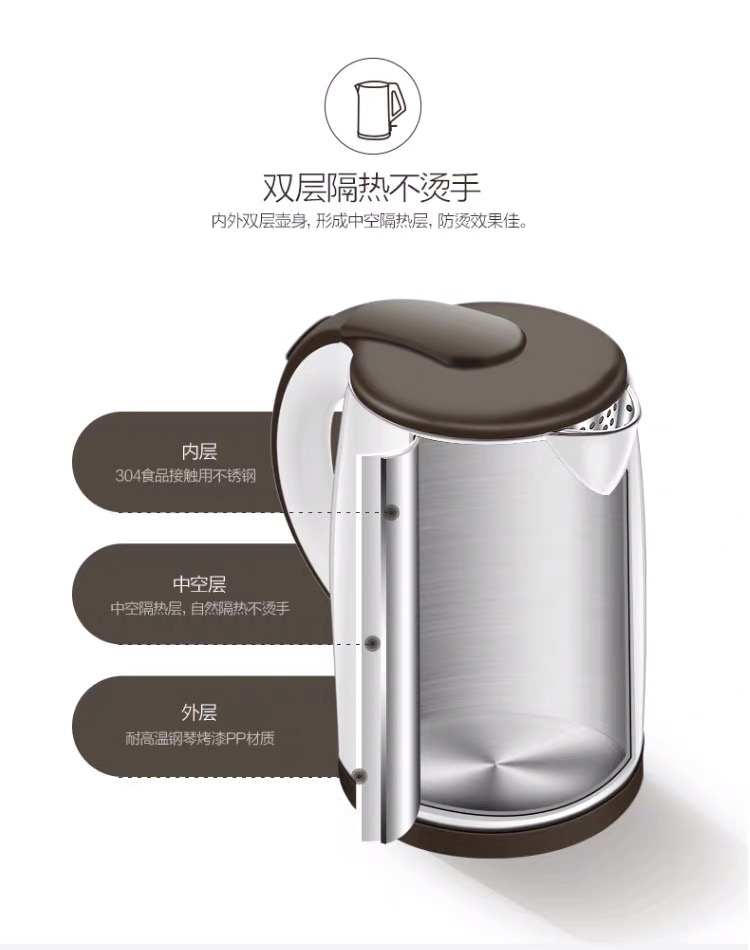 双层隔热不烫手
内外双层壶身, 形成中空隔热层, 防烫效果佳。
内层
304食品接触用不锈钢
中空层
中空隔热层, 自然隔热不烫手
外层
耐高温钢琴烤漆PP材质